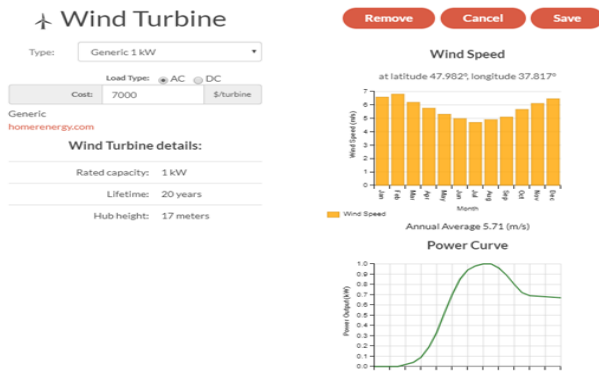 Wind Turbine
Type: Generic 1 kW
Load Type: AC DC
Cost: 7000 $/turbine
Generic
homerenergy.com
Wind Turbine details:
Rated capacity: 1 kW
Lifetime: 20 years
Hub height: 17 meters
Remove Cancel Save
Wind Speed
at latitude 47.982°, longitude 37.817°
Wind Speed (m/s)
7
6
5
4
3
2
1
0
Jan Feb Mar Apr May Jun Jul Aug Sep Oct Nov Dec
Month
Wind Speed
Annual Average 5.71 (m/s)
Power Curve
Power Output (kW)
1.0
0.9
0.8
0.7
0.6
0.5
0.4
0.3
0.2
0.1
0.0